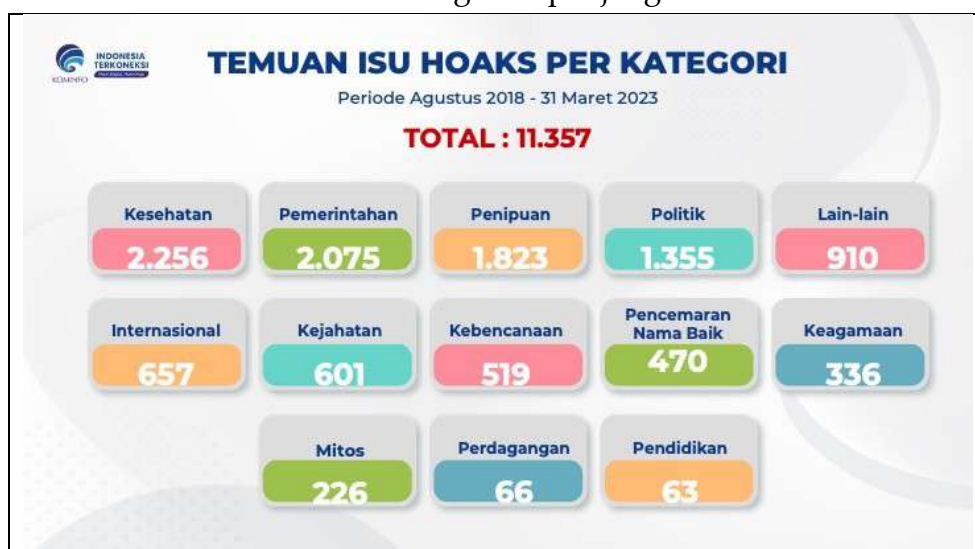 INDONESIA
TERKONEKSI
KOMINFO
TEMUAN ISU HOAKS PER KATEGORI
Periode Agustus 2018 - 31 Maret 2023
TOTAL : 11.357
Kesehatan
2.256
Pemerintahan
2.075
Penipuan
1.823
Politik
1.355
Lain-lain
910
Internasional
657
Kejahatan
601
Kebencanaan
519
Pencemaran
Nama Baik
470
Keagamaan
336
Mitos
226
Perdagangan
66
Pendidikan
63